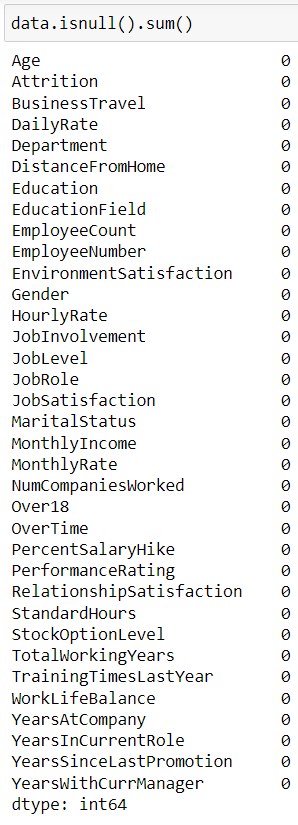 data.isnull().sum()
Age 0
Attrition 0
BusinessTravel 0
DailyRate 0
Department 0
DistanceFromHome 0
Education 0
EducationField 0
EmployeeCount 0
EmployeeNumber 0
EnvironmentSatisfaction 0
Gender 0
HourlyRate 0
JobInvolvement 0
JobLevel 0
JobRole 0
JobSatisfaction 0
MaritalStatus 0
MonthlyIncome 0
MonthlyRate 0
NumCompaniesWorked 0
Over18 0
OverTime 0
PercentSalaryHike 0
PerformanceRating 0
RelationshipSatisfaction 0
StandardHours 0
StockOptionLevel 0
TotalWorkingYears 0
TrainingTimesLastYear 0
WorkLifeBalance 0
YearsAtCompany 0
YearsInCurrentRole 0
YearsSinceLastPromotion 0
YearsWithCurrManager 0
dtype: int64